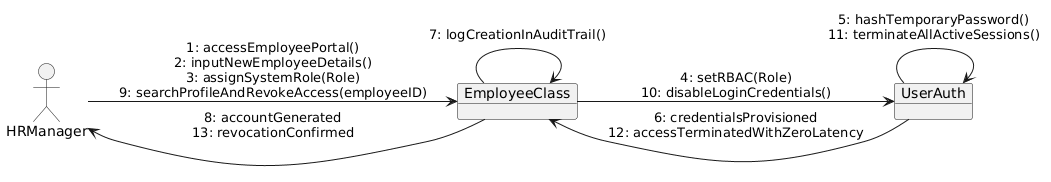 5: hashTemporaryPassword()
11: terminateAllActiveSessions()
7: logCreationInAuditTrail()
1: accessEmployeePortal()
2: inputNewEmployeeDetails()
3: assignSystemRole(Role)
9: searchProfileAndRevokeAccess(employeeID)
4: setRBAC(Role)
10: disableLoginCredentials()
EmployeeClass
UserAuth
8: accountGenerated
13: revocationConfirmed
6: credentialsProvisioned
12: accessTerminatedWithZeroLatency
HRManager